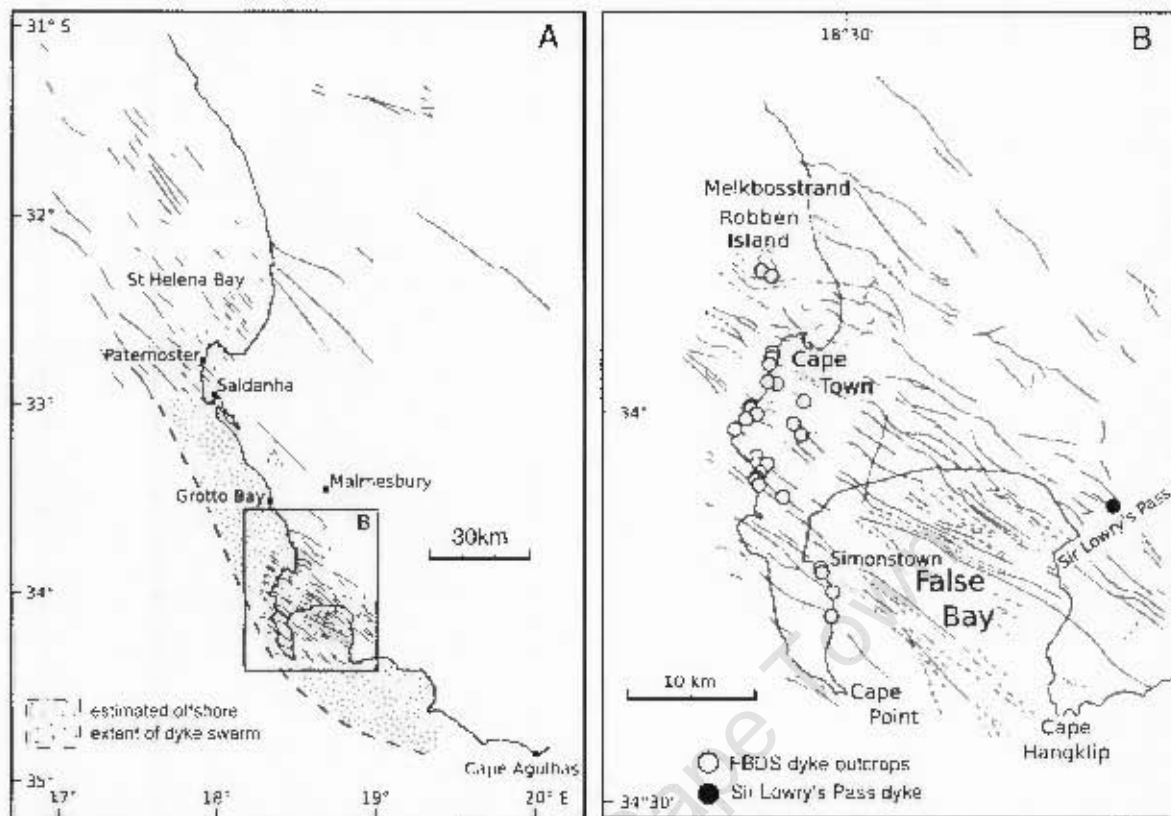 31° S
A
32°
St Helena Bay
Paternoster
Saldanha
33°
Grotto Bay
Malmesbury
B
30km
34°
estimated offshore
extent of dyke swarm
Cape Agulhas
35°
17°
18°
19°
20° E
18°30'
B
Melkbosstrand
Robben
Island
Cape
Town
34°
Sir Lowry's Pass
Simonstown
False
Bay
10 km
Cape
Point
Cape
Hangklip
FBDS dyke outcrops
Sir Lowry's Pass dyke
34°30'
Cape Town